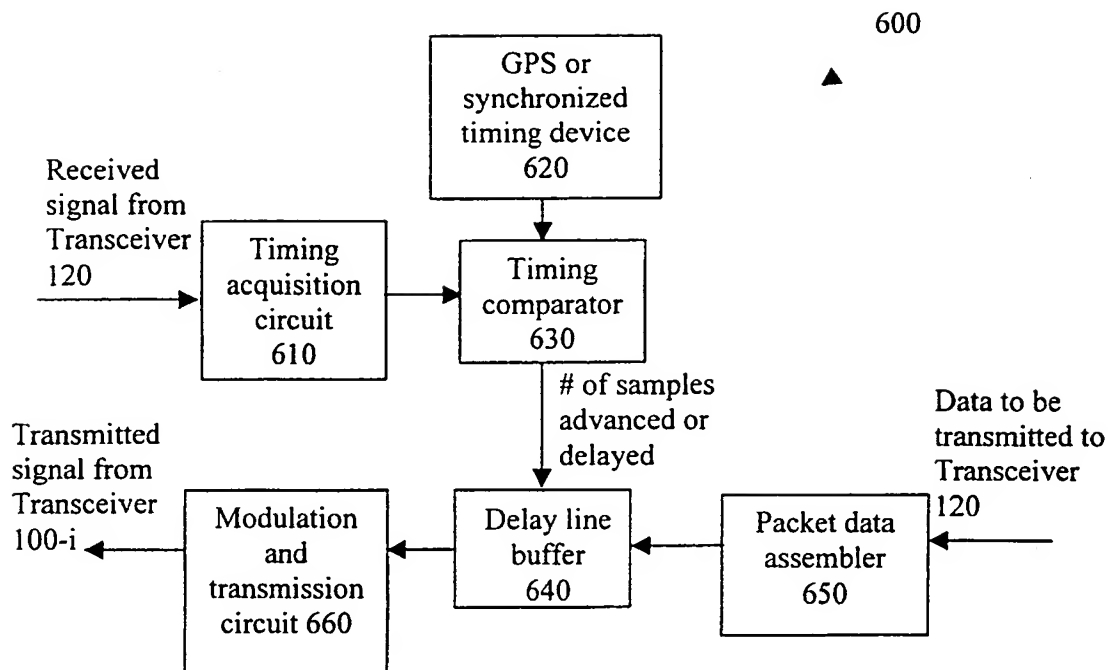 600
GPS or
synchronized
timing device
620
Received
signal from
Transceiver
120
Timing
acquisition
circuit
610
Timing
comparator
630
# of samples
advanced or
delayed
Data to be
transmitted to
Transceiver
120
Transmitted
signal from
Transceiver
100-i
Modulation
and
transmission
circuit 660
Delay line
buffer
640
Packet data
assembler
650